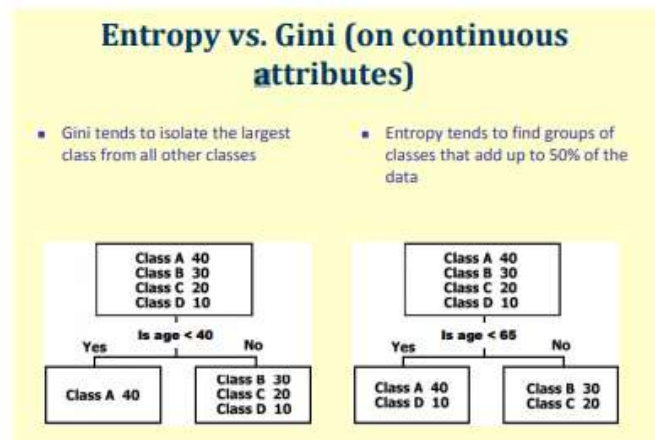 Entropy vs. Gini (on continuous
attributes)
Gini tends to isolate the largest
class from all other classes
Entropy tends to find groups of
classes that add up to 50% of the
data
Class A 40
Class B 30
Class C 20
Class D 10
Is age < 40
Yes
No
Class A 40
Class B 30
Class C 20
Class D 10
Class A 40
Class B 30
Class C 20
Class D 10
Is age < 65
Yes
No
Class A 40
Class D 10
Class B 30
Class C 20